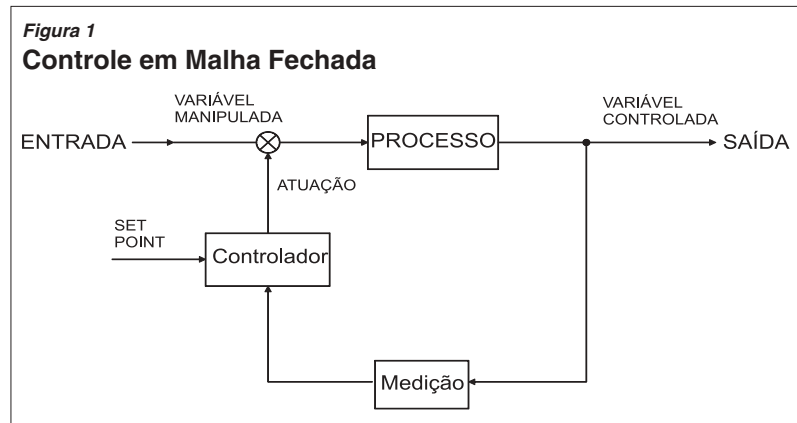 Figura 1
Controle em Malha Fechada
VARIÁVEL
MANIPULADA
VARIÁVEL
CONTROLADA
ENTRADA
PROCESSO
SAÍDA
ATUAÇÃO
SET
POINT
Controlador
Medição